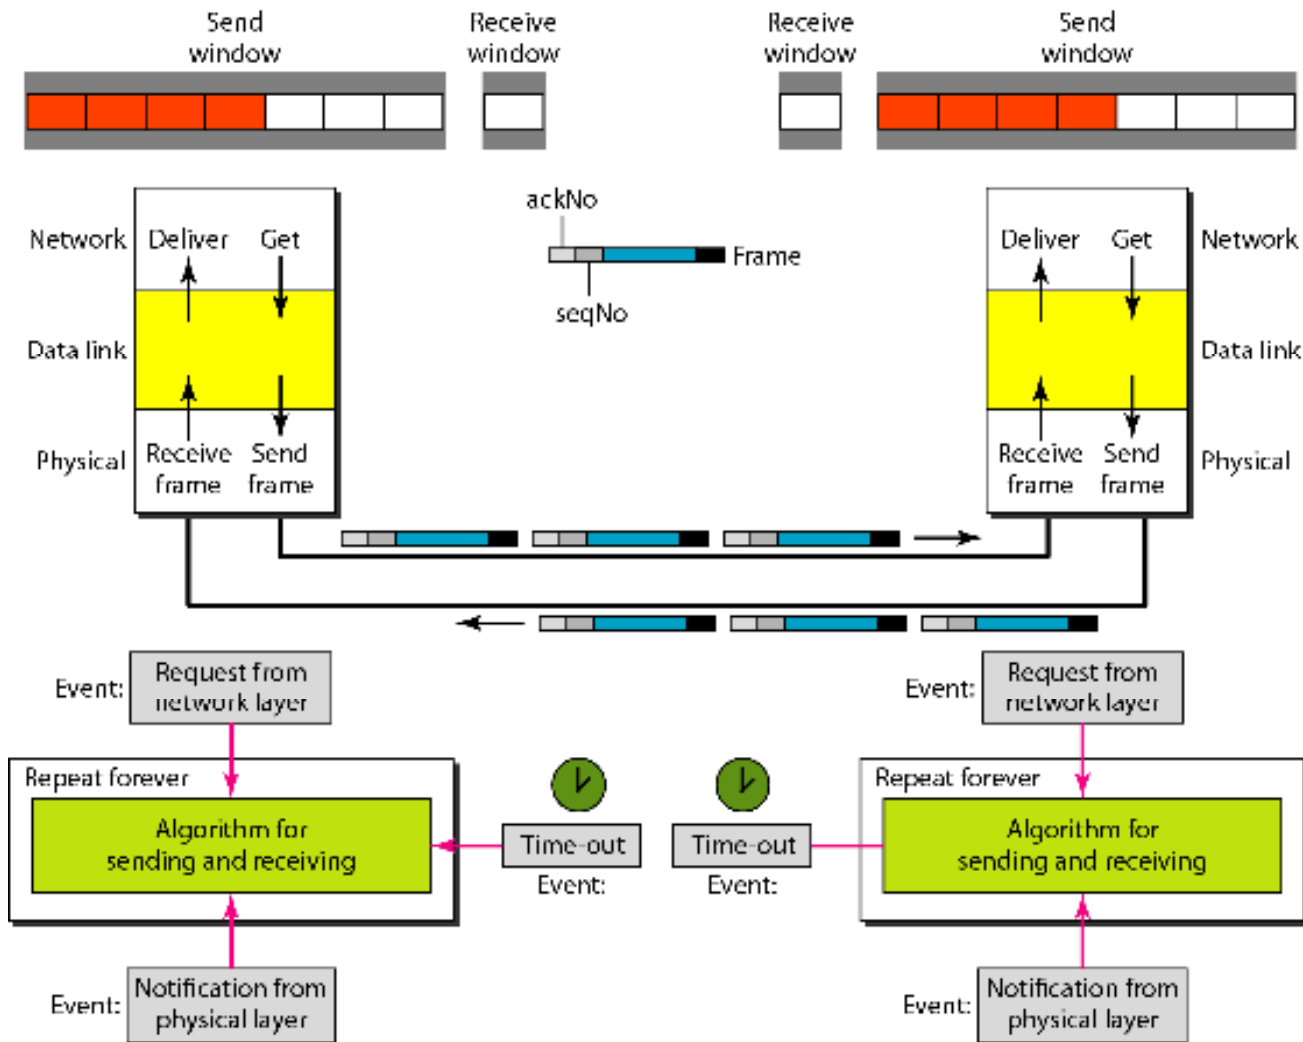 Send
window
Receive
window
Receive
window
Send
window
ackNo
Frame
seqNo
Network
Deliver
Get
Data link
Physical
Receive
frame
Send
frame
Deliver
Get
Network
Data link
Receive
frame
Send
frame
Physical
Event:
Request from
network layer
Repeat forever
Algorithm for
sending and receiving
Time-out
Event:
Event:
Notification from
physical layer
Event:
Request from
network layer
Time-out
Event:
Repeat forever
Algorithm for
sending and receiving
Event:
Notification from
physical layer